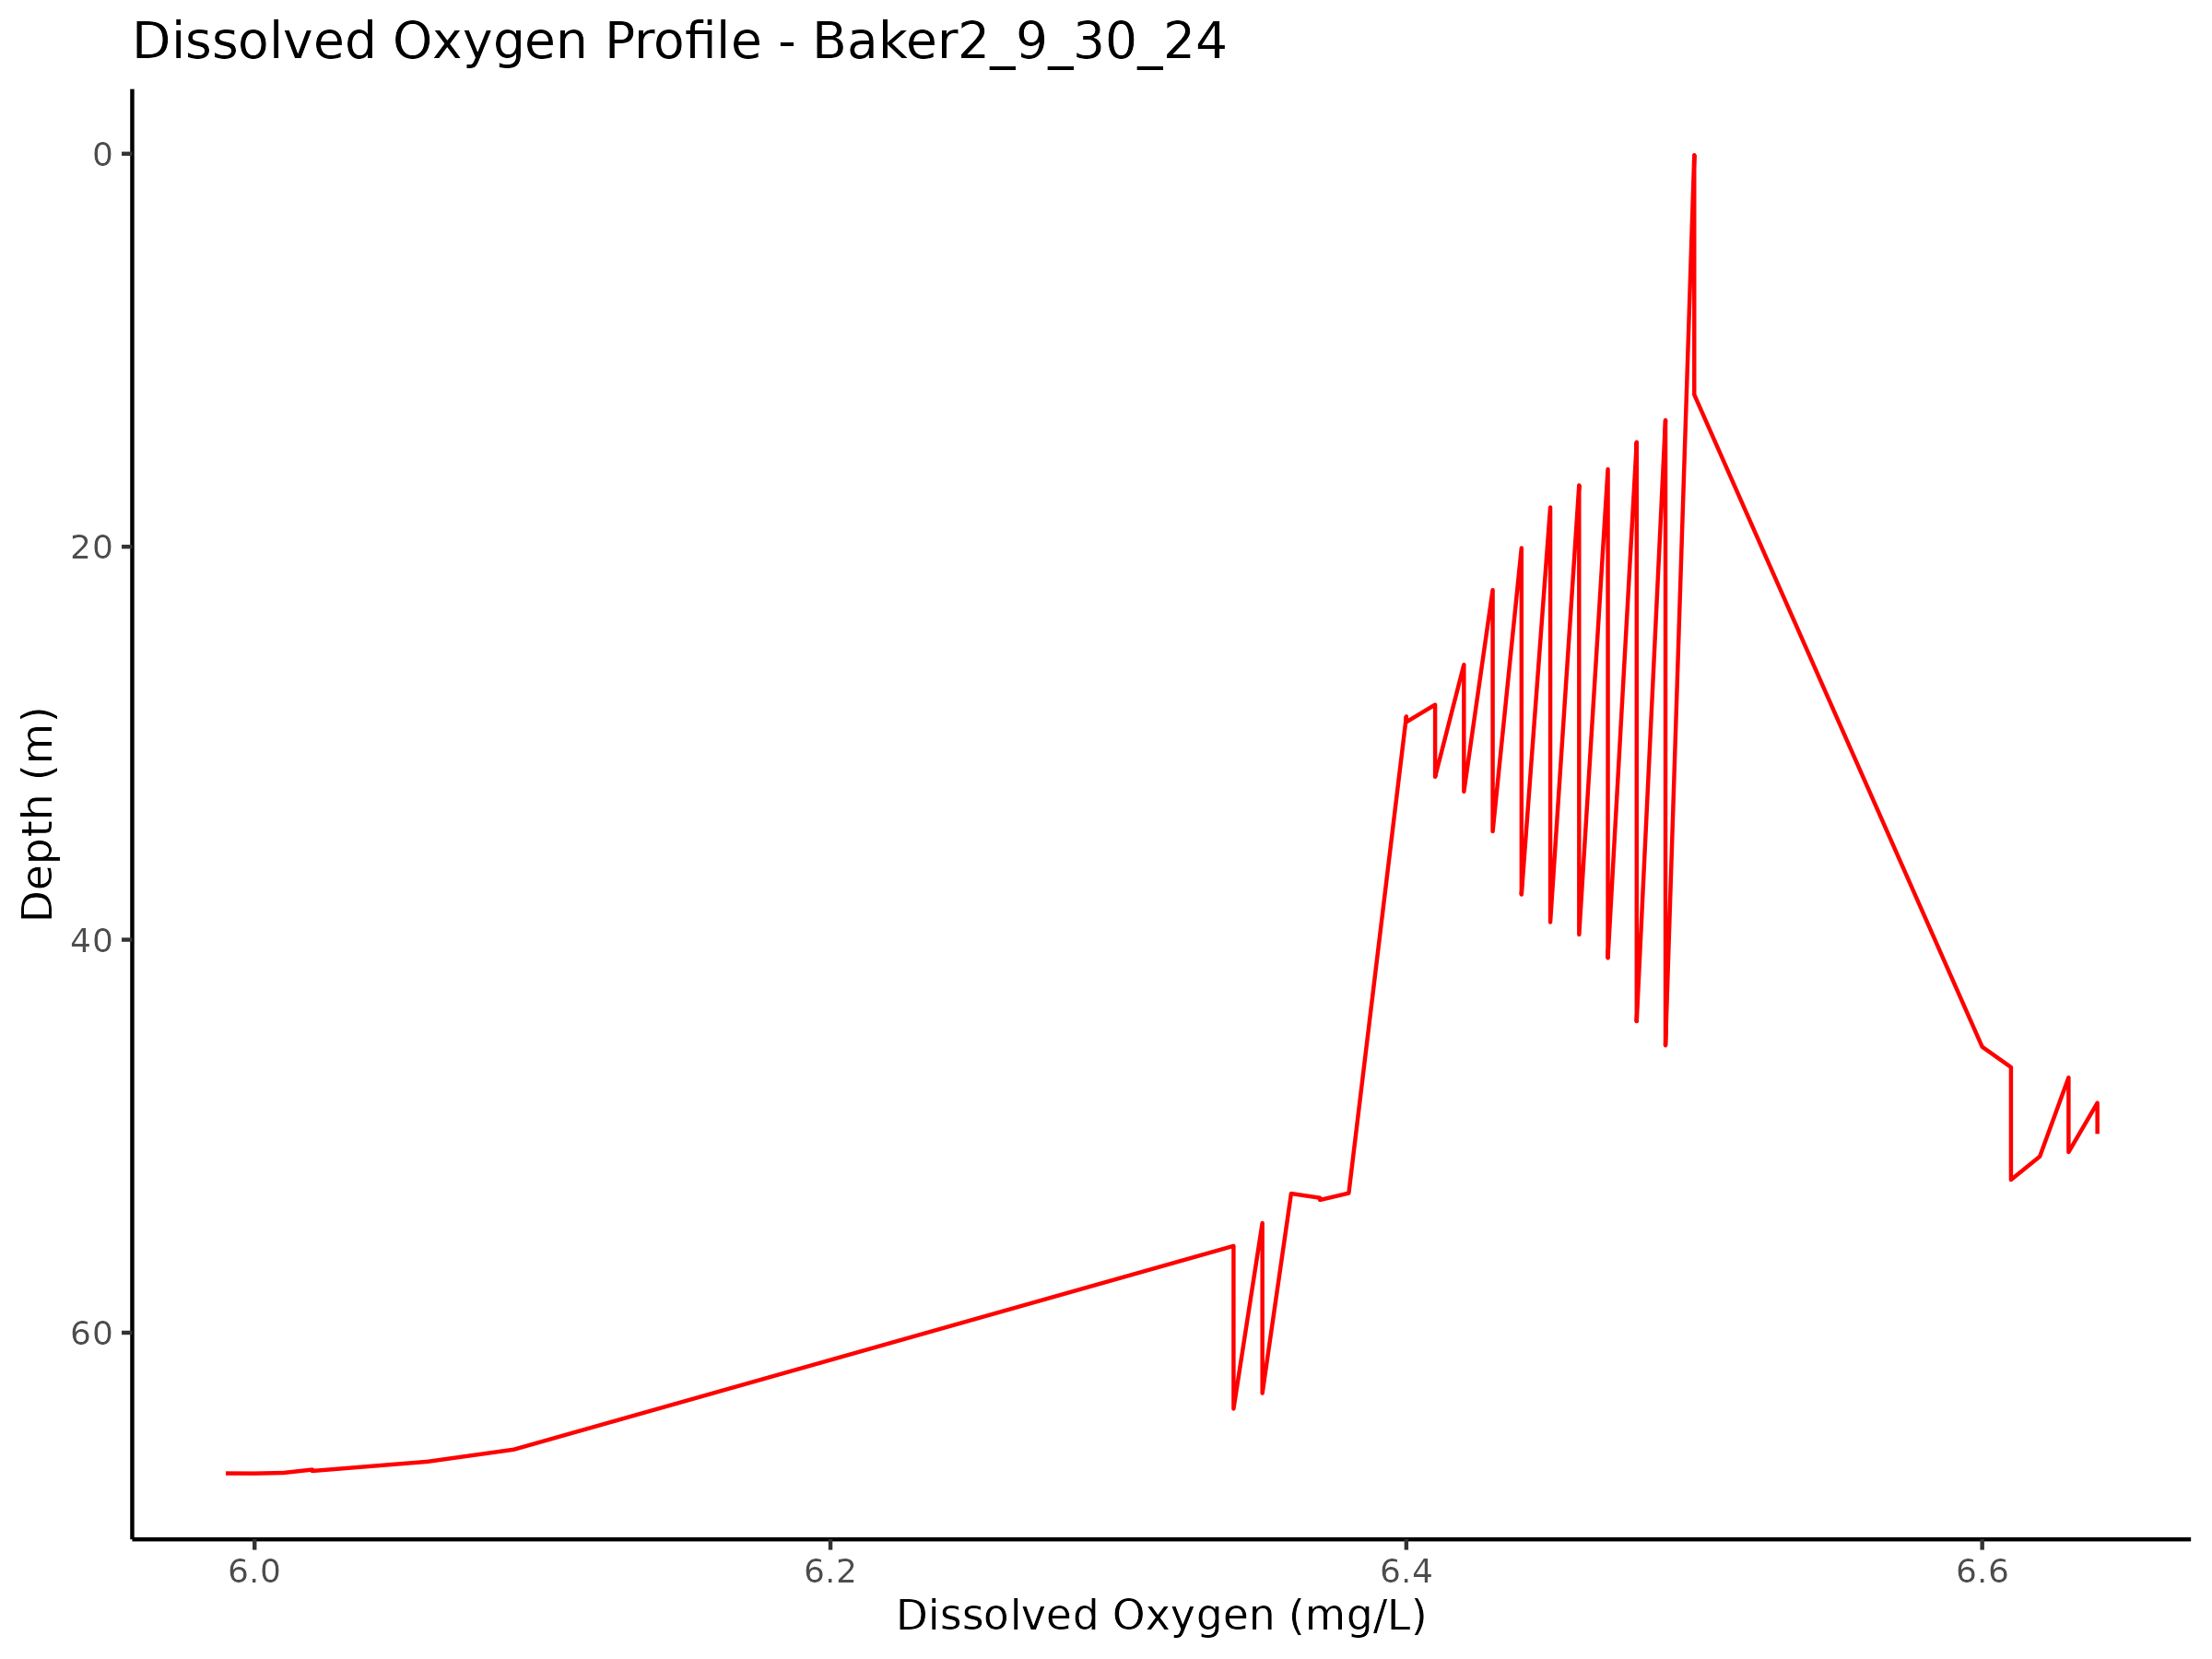 Dissolved Oxygen Profile - Baker2_9_30_24
0
20
40
60
Depth (m)
6.0 6.2 6.4 6.6
Dissolved Oxygen (mg/L)